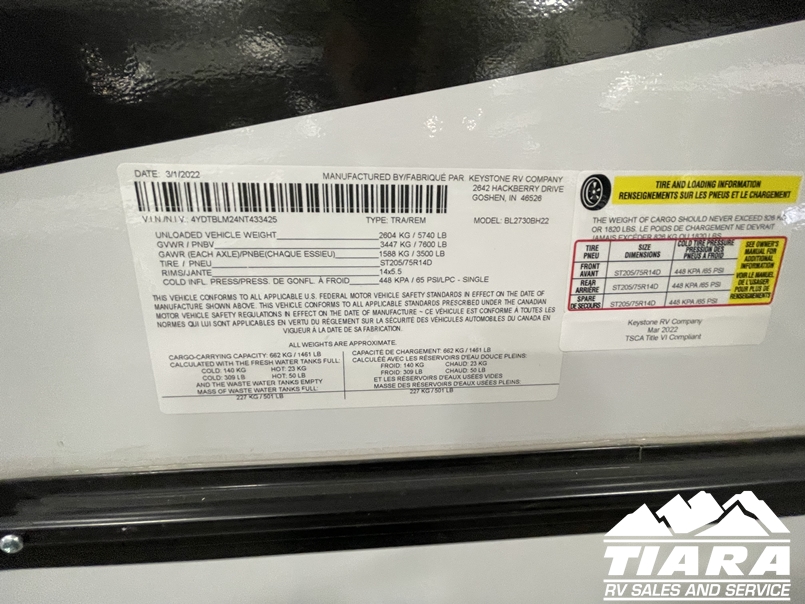 DATE: 3/1/2022
MANUFACTURED BY/FABRIQUÉ PAR KEYSTONE RV COMPANY
2642 HACKBERRY DRIVE
GOSHEN, IN 46526
V.I.N./N.I.V.: 4YDTBLM24NT433425 TYPE: TRA/REM MODEL: BL2730BH22
UNLOADED VEHICLE WEIGHT 2604 KG / 5740 LB
GVWR / PNBV 3447 KG / 7600 LB
GAWR (EACH AXLE)/PNBE(CHAQUE ESSIEU) 1588 KG / 3500 LB
TIRE / PNEU ST205/75R14D
RIMS/JANTE 14x5.5
COLD INFL. PRESS/PRESS. DE GONFL. À FROID 448 KPA / 65 PSI/LPC - SINGLE
THIS VEHICLE CONFORMS TO ALL APPLICABLE U.S. FEDERAL MOTOR VEHICLE SAFETY STANDARDS IN EFFECT ON THE DATE OF
MANUFACTURE SHOWN ABOVE. THIS VEHICLE CONFORMS TO ALL APPLICABLE STANDARDS PRESCRIBED UNDER THE CANADIAN
MOTOR VEHICLE SAFETY REGULATIONS IN EFFECT ON THE DATE OF MANUFACTURE ~ CE VÉHICULE EST CONFORME A TOUTES LES
NORMES QUI LUI SONT APPLICABLES EN VERTU DU RÈGLEMENT SUR LA SÉCURITÉ DES VÉHICULES AUTOMOBILES DU CANADA EN
VIGUEUR À LA DATE DE SA FABRICATION.
ALL WEIGHTS ARE APPROXIMATE.
CARGO-CARRYING CAPACITY: 662 KG / 1461 LB
CALCULATED WITH THE FRESH WATER TANKS FULL:
COLD: 140 KG HOT: 23 KG
COLD: 309 LB HOT: 50 LB
AND THE WASTE WATER TANKS EMPTY
MASS OF WASTE WATER TANKS FULL
227 KG / 501 LB
CAPACITÉ DE CHARGEMENT: 662 KG / 1461 LB
CALCULÉE AVEC LES RÉSERVOIRS D'EAU DOUCE PLEINS:
FROID: 140 KG CHAUD: 23 KG
FROID: 309 LB CHAUD: 50 LB
ET LES RÉSERVOIRS D'EAUX USÉES VIDES
MASSE DES RÉSERVOIRS D'EAUX USÉES PLEINS
227 KG / 501 LB
TIRE AND LOADING INFORMATION
RENSEIGNEMENTS SUR LES PNEUS ET LE CHARGEMENT
THE WEIGHT OF CARGO SHOULD NEVER EXCEED 826 KG
OR 1820 LBS. LE POIDS DE CHARGEMENT NE DEVRAIT
JAMAIS EXCÉDER 826 KG OU 1820 LBS.
TIRE PNEU SIZE DIMENSIONS COLD TIRE PRESSURE PRESSION DES PNEUS À FROID
FRONT AVANT ST205/75R14D 448 KPA /65 PSI
REAR ARRIÈRE ST205/75R14D 448 KPA /65 PSI
SPARE DE SECOURS ST205/75R14D 448 KPA /65 PSI
SEE OWNER'S
MANUAL FOR
ADDITIONAL
INFORMATION
VOIR LE MANUEL
DE L'USAGER
POUR PLUS DE
RENSEIGNEMENTS
Keystone RV Company
Mar 2022
TSCA Title VI Compliant
TIARA
RV SALES AND SERVICE